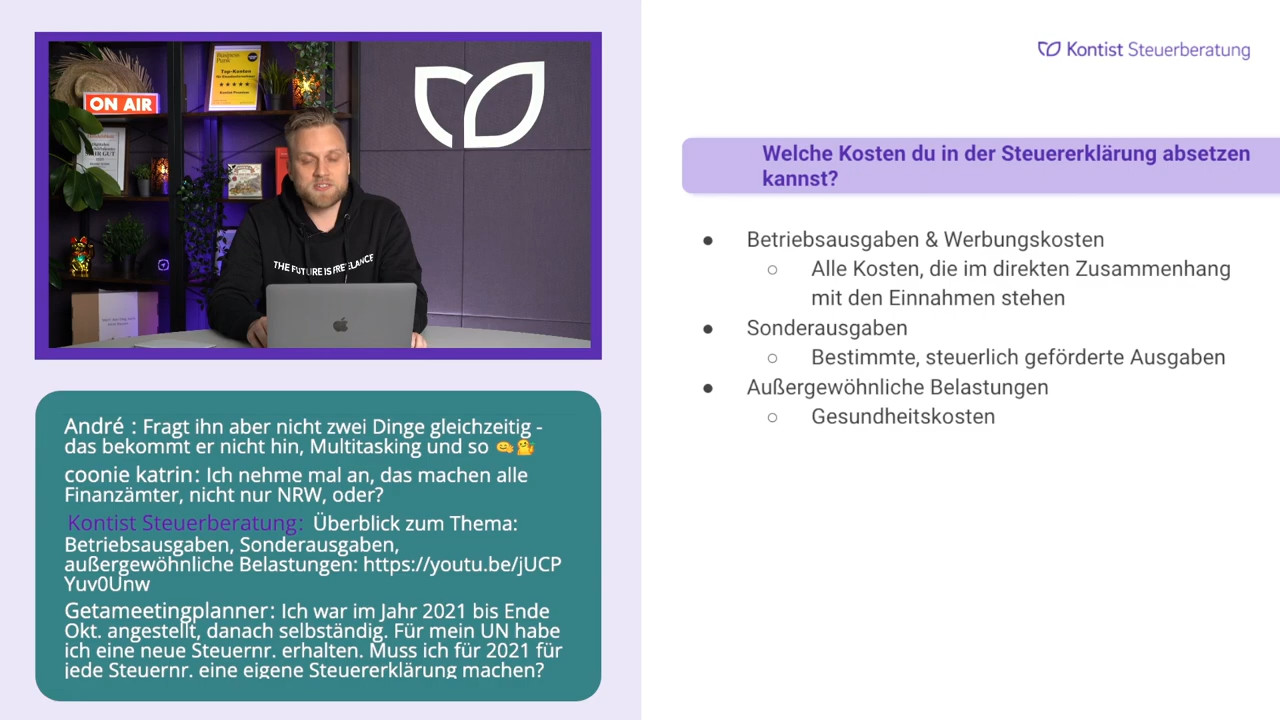 ON AIR
Business Punk
Top-Konten
★★★★★
THE FUTURE IS FREELANCE
André : Fragt ihn aber nicht zwei Dinge gleichzeitig -
das bekommt er nicht hin, Multitasking und so
coonie katrin: Ich nehme mal an, das machen alle
Finanzämter, nicht nur NRW, oder?
Kontist Steuerberatung: Überblick zum Thema:
Betriebsausgaben, Sonderausgaben,
außergewöhnliche Belastungen: https://youtu.be/jUCP
Yuv0Unw
Getameetingplanner: Ich war im Jahr 2021 bis Ende
Okt. angestellt, danach selbständig. Für mein UN habe
ich eine neue Steuernr. erhalten. Muss ich für 2021 für
jede Steuernr. eine eigene Steuererklärung machen?
Kontist Steuerberatung
Welche Kosten du in der Steuererklärung absetzen
kannst?
● Betriebsausgaben & Werbungskosten
○ Alle Kosten, die im direkten Zusammenhang
mit den Einnahmen stehen
● Sonderausgaben
○ Bestimmte, steuerlich geförderte Ausgaben
● Außergewöhnliche Belastungen
○ Gesundheitskosten